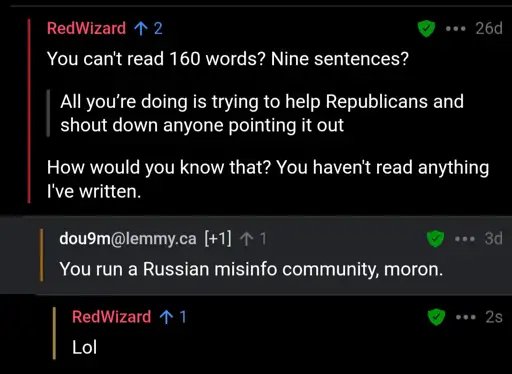 RedWizard ↑ 2 ••• 26d
You can't read 160 words? Nine sentences?
All you’re doing is trying to help Republicans and
shout down anyone pointing it out
How would you know that? You haven't read anything
I've written.
dou9m@lemmy.ca [+1] ↑ 1 ••• 3d
You run a Russian misinfo community, moron.
RedWizard ↑ 1 ••• 2s
Lol